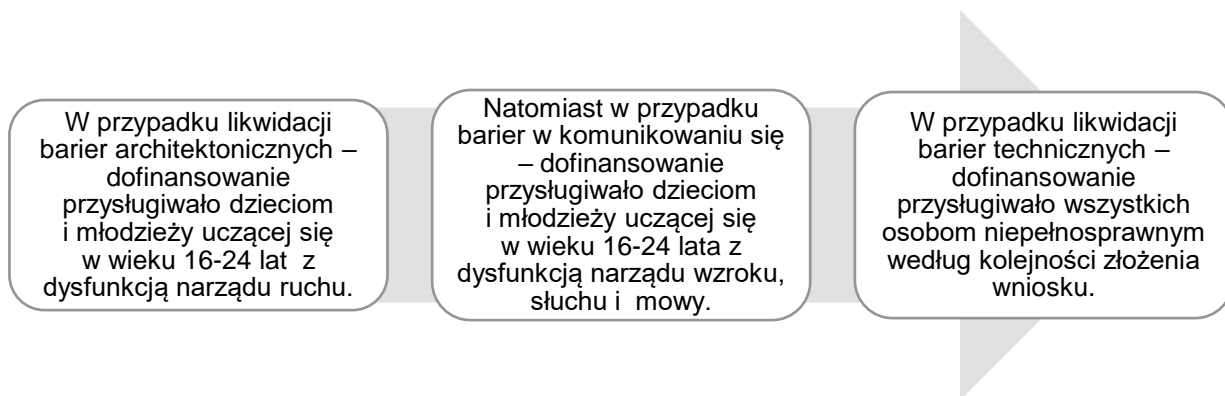 W przypadku likwidacji
barier architektonicznych –
dofinansowanie
przysługiwało dzieciom
i młodzieży uczącej się
w wieku 16-24 lat z
dysfunkcją narządu ruchu.
Natomiast w przypadku
barier w komunikowaniu się
– dofinansowanie
przysługiwało dzieciom
i młodzieży uczącej się
w wieku 16-24 lata z
dysfunkcją narządu wzroku,
słuchu i mowy.
W przypadku likwidacji
barier technicznych –
dofinansowanie
przysługiwało wszystkich
osobom niepełnosprawnym
według kolejności złożenia
wniosku.